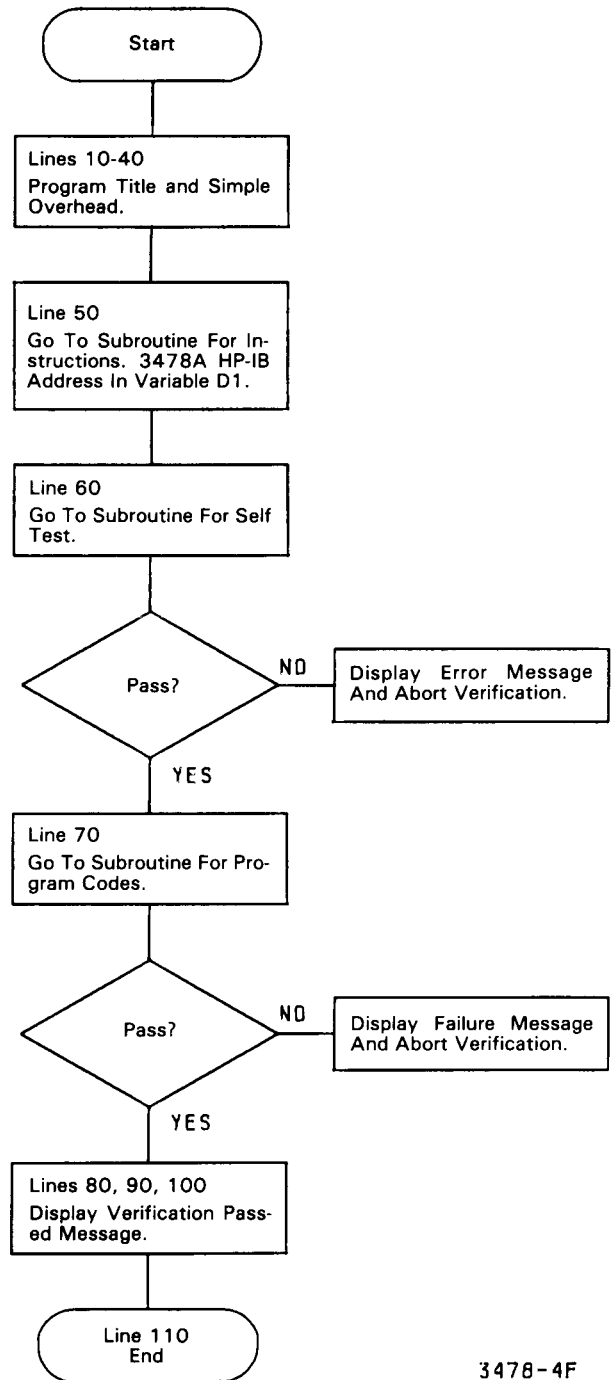 Start
Lines 10-40
Program Title and Simple
Overhead.
Line 50
Go To Subroutine For In-
structions. 3478A HP-IB
Address In Variable D1.
Line 60
Go To Subroutine For Self
Test.
Pass?
NO
Display Error Message
And Abort Verification.
YES
Line 70
Go To Subroutine For Pro-
gram Codes.
Pass?
NO
Display Failure Message
And Abort Verification.
YES
Lines 80, 90, 100
Display Verification Pass-
ed Message.
Line 110
End
3478-4F